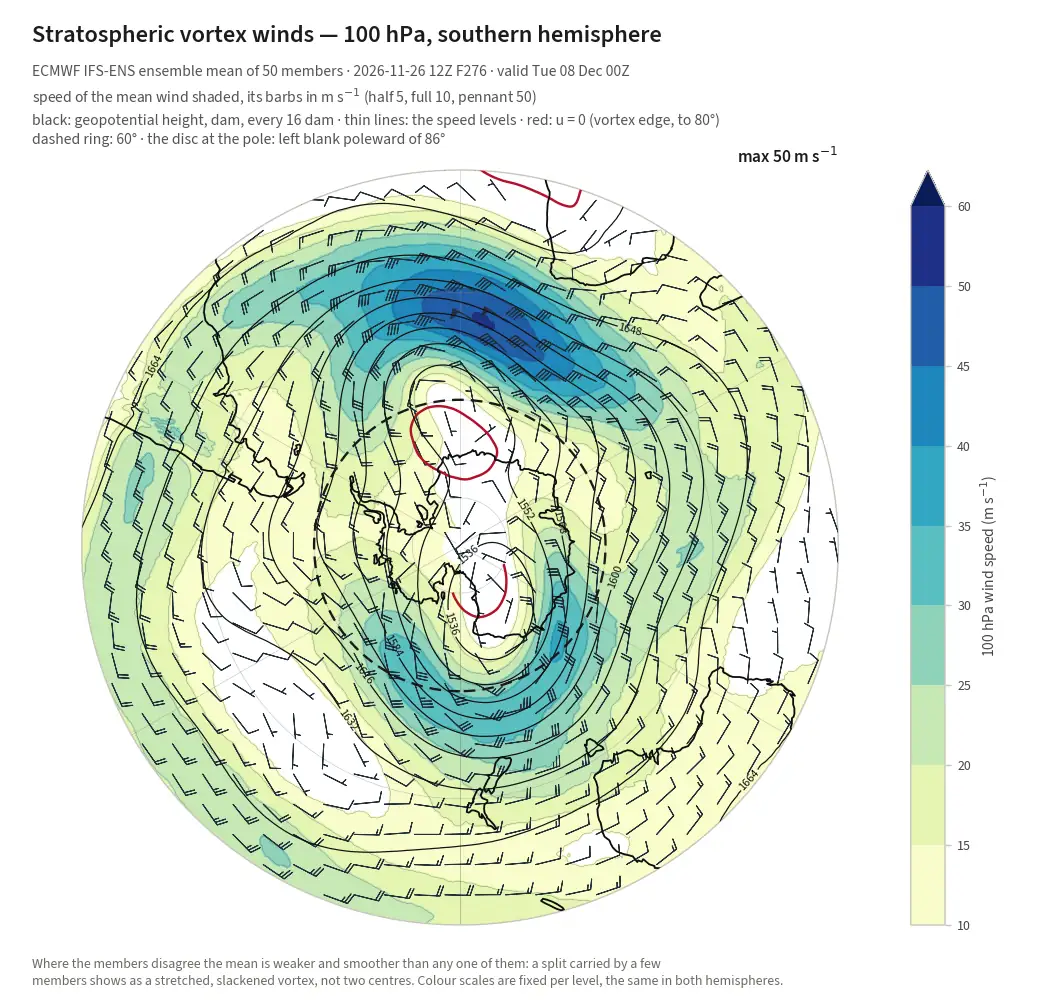 Stratospheric vortex winds — 100 hPa, southern hemisphere
ECMWF IFS-ENS ensemble mean of 50 members · 2026-11-26 12Z F276 · valid Tue 08 Dec 00Z
speed of the mean wind shaded, its barbs in m s⁻¹ (half 5, full 10, pennant 50)
black: geopotential height, dam, every 16 dam · thin lines: the speed levels · red: u = 0 (vortex edge, to 80°)
dashed ring: 60° · the disc at the pole: left blank poleward of 86°
max 50 m s⁻¹
60
50
45
40
35
30
25
20
15
10
100 hPa wind speed (m s⁻¹)
1648
1664
1552
1536
1600
1536
1584
1616
1632
1664
Where the members disagree the mean is weaker and smoother than any one of them: a split carried by a few
members shows as a stretched, slackened vortex, not two centres. Colour scales are fixed per level, the same in both hemispheres.